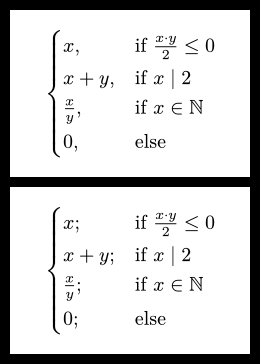 x, if x·y/2 ≤ 0
x + y, if x | 2
x/y, if x ∈ ℕ
0, else
x; if x·y/2 ≤ 0
x + y; if x | 2
x/y; if x ∈ ℕ
0; else